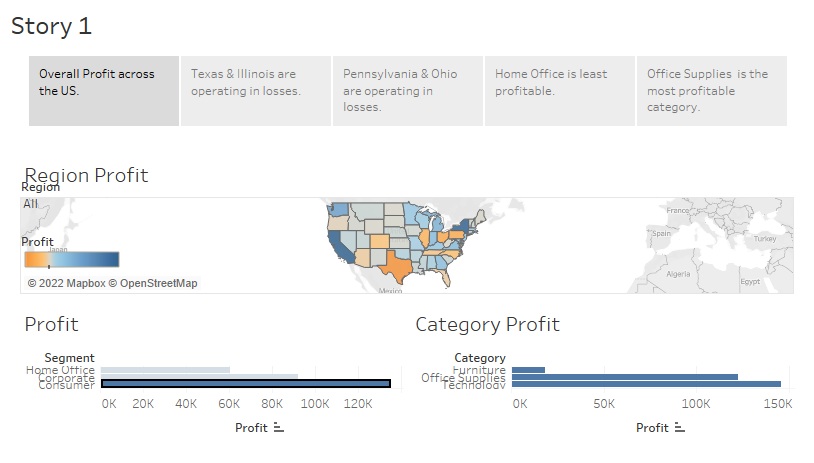 Story 1
Overall Profit across
the US.
Texas & Illinois are
operating in losses.
Pennsylvania & Ohio
are operating in
losses.
Home Office is least
profitable.
Office Supplies is the
most profitable
category.
Region Profit
Region
All
Profit
Japan
© 2022 Mapbox © OpenStreetMap
Mexico
France
Spain
Turkey
Algeria
Egypt
Profit
Segment
Home Office
Corporate
Consumer
0K 20K 40K 60K 80K 100K 120K
Profit
Category Profit
Category
Furniture
Office Supplies
Technology
0K 50K 100K 150K
Profit